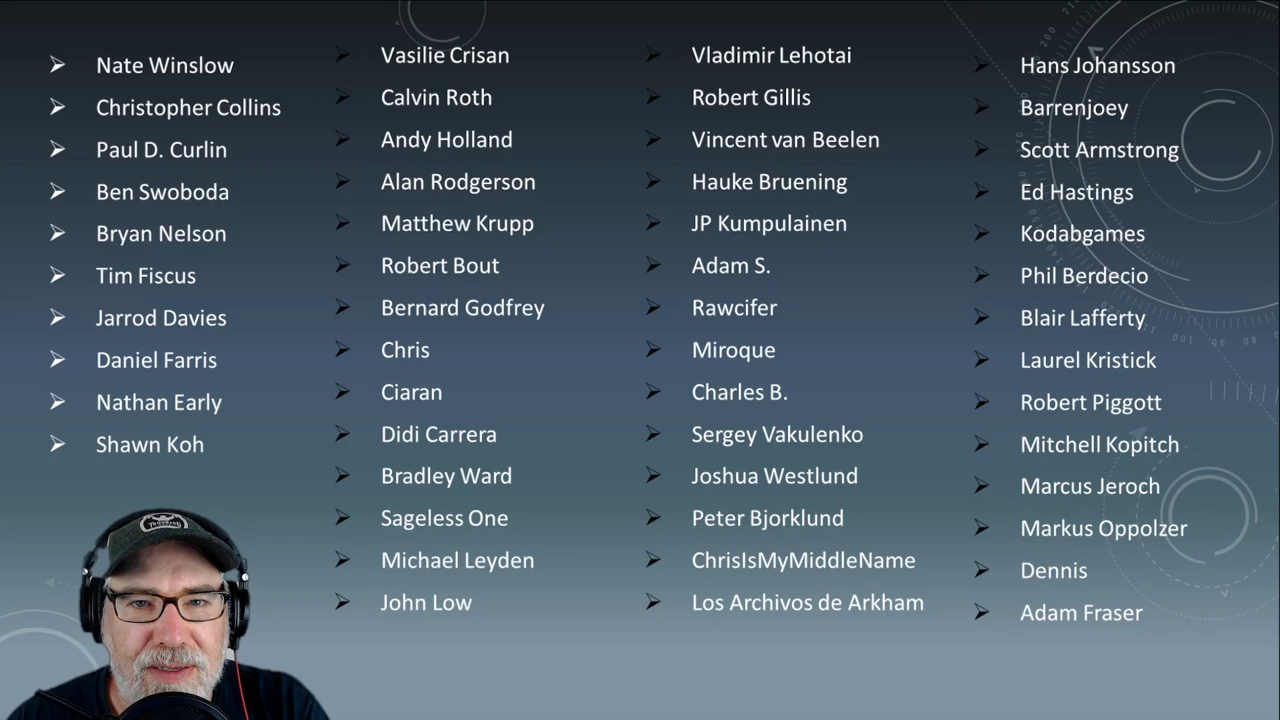 Nate Winslow
Christopher Collins
Paul D. Curlin
Ben Swoboda
Bryan Nelson
Tim Fiscus
Jarrod Davies
Daniel Farris
Nathan Early
Shawn Koh
Vasilie Crisan
Calvin Roth
Andy Holland
Alan Rodgerson
Matthew Krupp
Robert Bout
Bernard Godfrey
Chris
Ciaran
Didi Carrera
Bradley Ward
Sageless One
Michael Leyden
John Low
Vladimir Lehotai
Robert Gillis
Vincent van Beelen
Hauke Bruening
JP Kumpulainen
Adam S.
Rawcifer
Miroque
Charles B.
Sergey Vakulenko
Joshua Westlund
Peter Bjorklund
ChrisIsMyMiddleName
Los Archivos de Arkham
Hans Johansson
Barrenjoey
Scott Armstrong
Ed Hastings
Kodabgames
Phil Berdecio
Blair Lafferty
Laurel Kristick
Robert Piggott
Mitchell Kopitch
Marcus Jeroch
Markus Oppolzer
Dennis
Adam Fraser